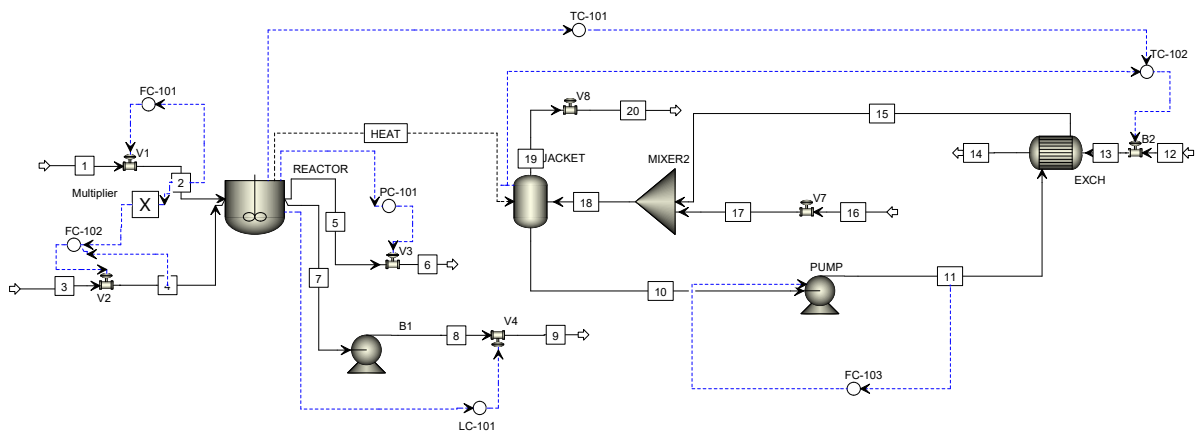 TC-101
TC-102
FC-101
V8
20
15
HEAT
V1
19
JACKET
MIXER2
14
B2
13
12
1
REACTOR
EXCH
2
Multiplier
X
PC-101
18
17
V7
16
5
FC-102
V3
6
PUMP
7
3
V2
4
10
11
B1
8
V4
9
FC-103
LC-101